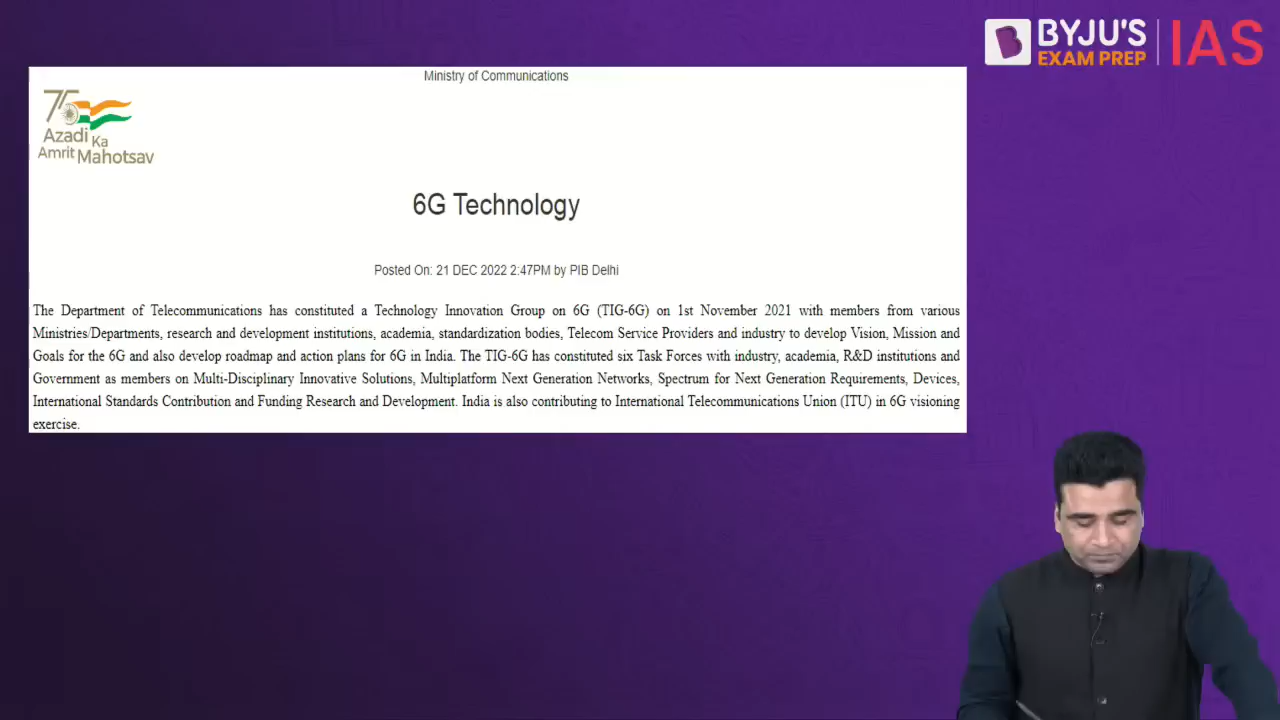 BYJU'S
EXAM PREP
IAS
Ministry of Communications
75
Azadi Ka
Amrit Mahotsav
6G Technology
Posted On: 21 DEC 2022 2:47PM by PIB Delhi
The Department of Telecommunications has constituted a Technology Innovation Group on 6G (TIG-6G) on 1st November 2021 with members from various
Ministries/Departments, research and development institutions, academia, standardization bodies, Telecom Service Providers and industry to develop Vision, Mission and
Goals for the 6G and also develop roadmap and action plans for 6G in India. The TIG-6G has constituted six Task Forces with industry, academia, R&D institutions and
Government as members on Multi-Disciplinary Innovative Solutions, Multiplatform Next Generation Networks, Spectrum for Next Generation Requirements, Devices,
International Standards Contribution and Funding Research and Development. India is also contributing to International Telecommunications Union (ITU) in 6G visioning
exercise.